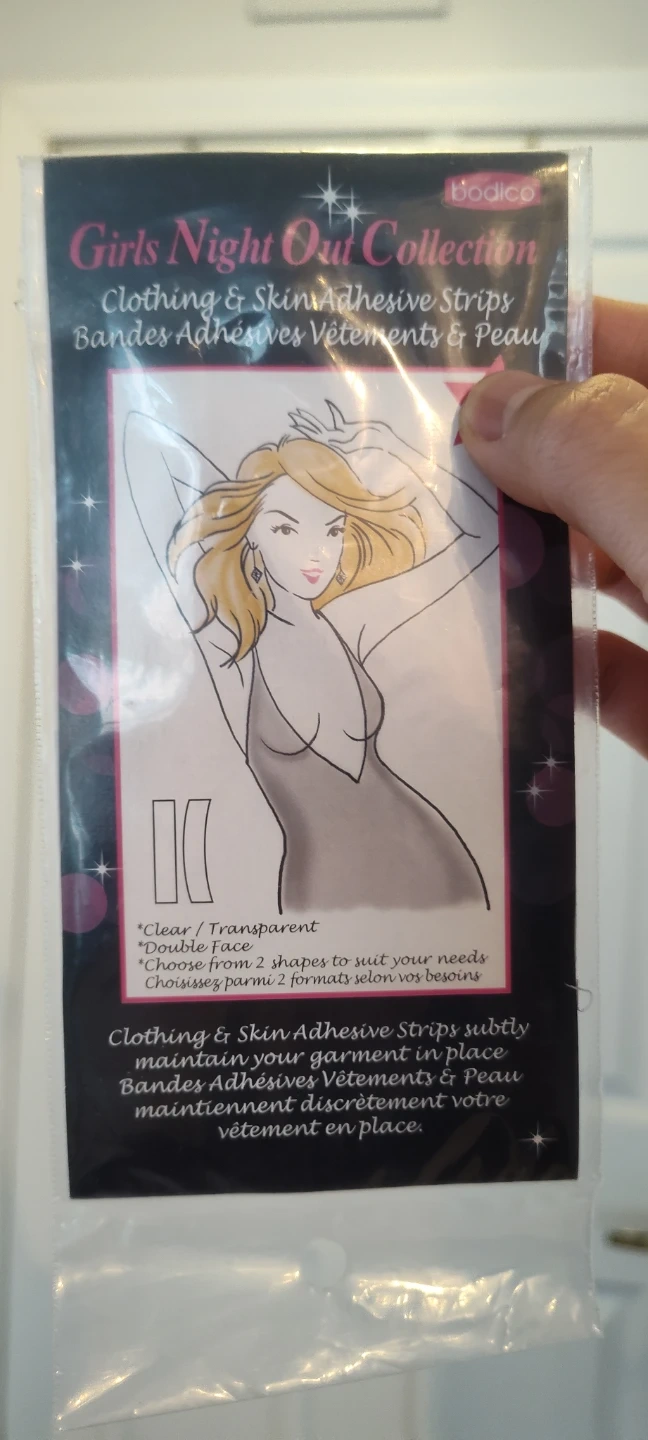 bodico
Girls Night Out Collection
Clothing & Skin Adhesive Strips
Bandes Adhésives Vêtements & Peau
*Clear / Transparent
*Double Face
*Choose from 2 shapes to suit your needs
Choisissez parmi 2 formats selon vos besoins
Clothing & Skin Adhesive Strips subtly
maintain your garment in place
Bandes Adhésives Vêtements & Peau
maintiennent discrètement votre
vêtement en place.